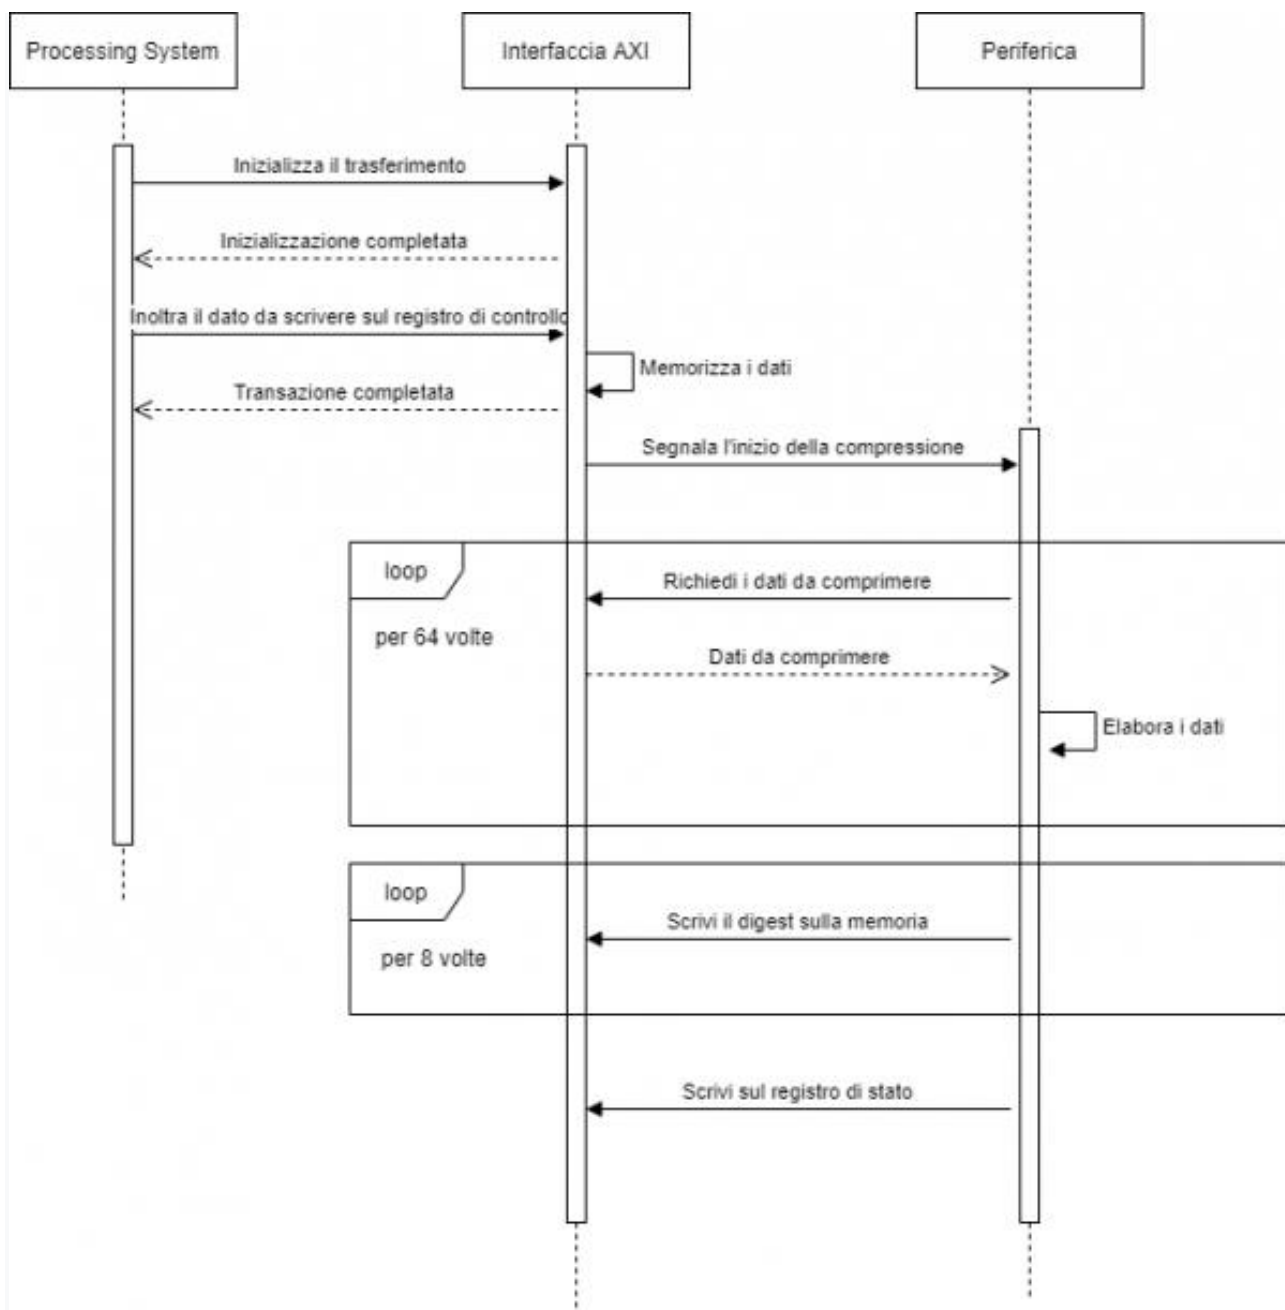 Processing System
Interfaccia AXI
Periferica
Inizializza il trasferimento
Inizializzazione completata
Inoltra il dato da scrivere sul registro di controllo
Memorizza i dati
Transazione completata
Segnala l'inizio della compressione
loop
Richiedi i dati da comprimere
per 64 volte
Dati da comprimere
Elabora i dati
loop
Scrivi il digest sulla memoria
per 8 volte
Scrivi sul registro di stato